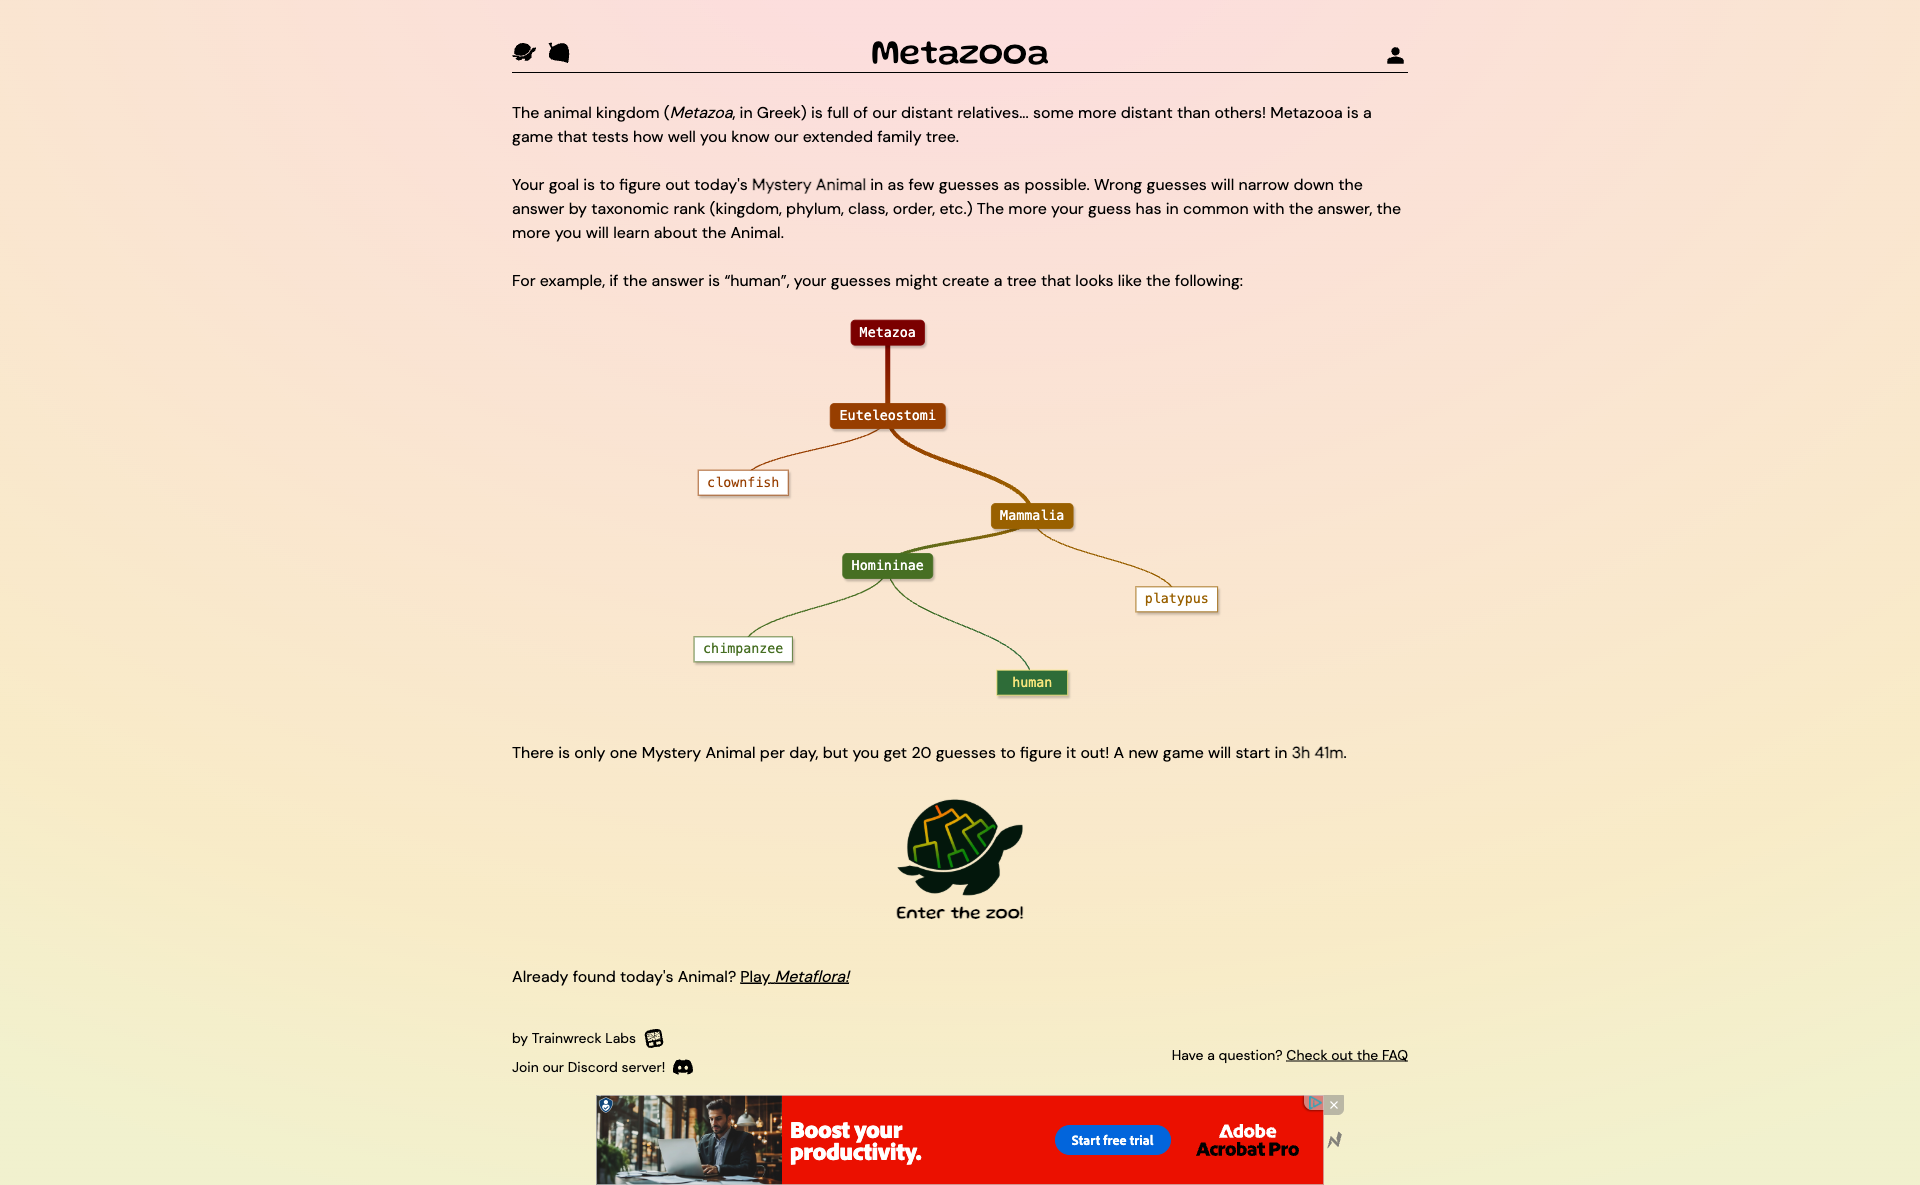 Metazooa
The animal kingdom (Metazoa, in Greek) is full of our distant relatives... some more distant than others! Metazooa is a
game that tests how well you know our extended family tree.
Your goal is to figure out today's Mystery Animal in as few guesses as possible. Wrong guesses will narrow down the
answer by taxonomic rank (kingdom, phylum, class, order, etc.) The more your guess has in common with the answer, the
more you will learn about the Animal.
For example, if the answer is “human”, your guesses might create a tree that looks like the following:
Metazoa
Euteleostomi
clownfish
Mammalia
Homininae
platypus
chimpanzee
human
There is only one Mystery Animal per day, but you get 20 guesses to figure it out! A new game will start in 3h 41m.
Enter the zoo!
Already found today's Animal? Play Metaflora!
by Trainwreck Labs
Join our Discord server!
Have a question? Check out the FAQ
Boost your
productivity.
Start free trial
Adobe
Acrobat Pro